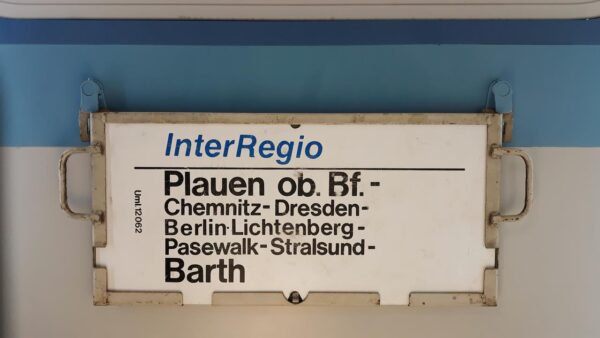 InterRegio
Plauen ob. Bf. -
Chemnitz - Dresden -
Berlin-Lichtenberg -
Pasewalk - Stralsund -
Barth
Uml.12062